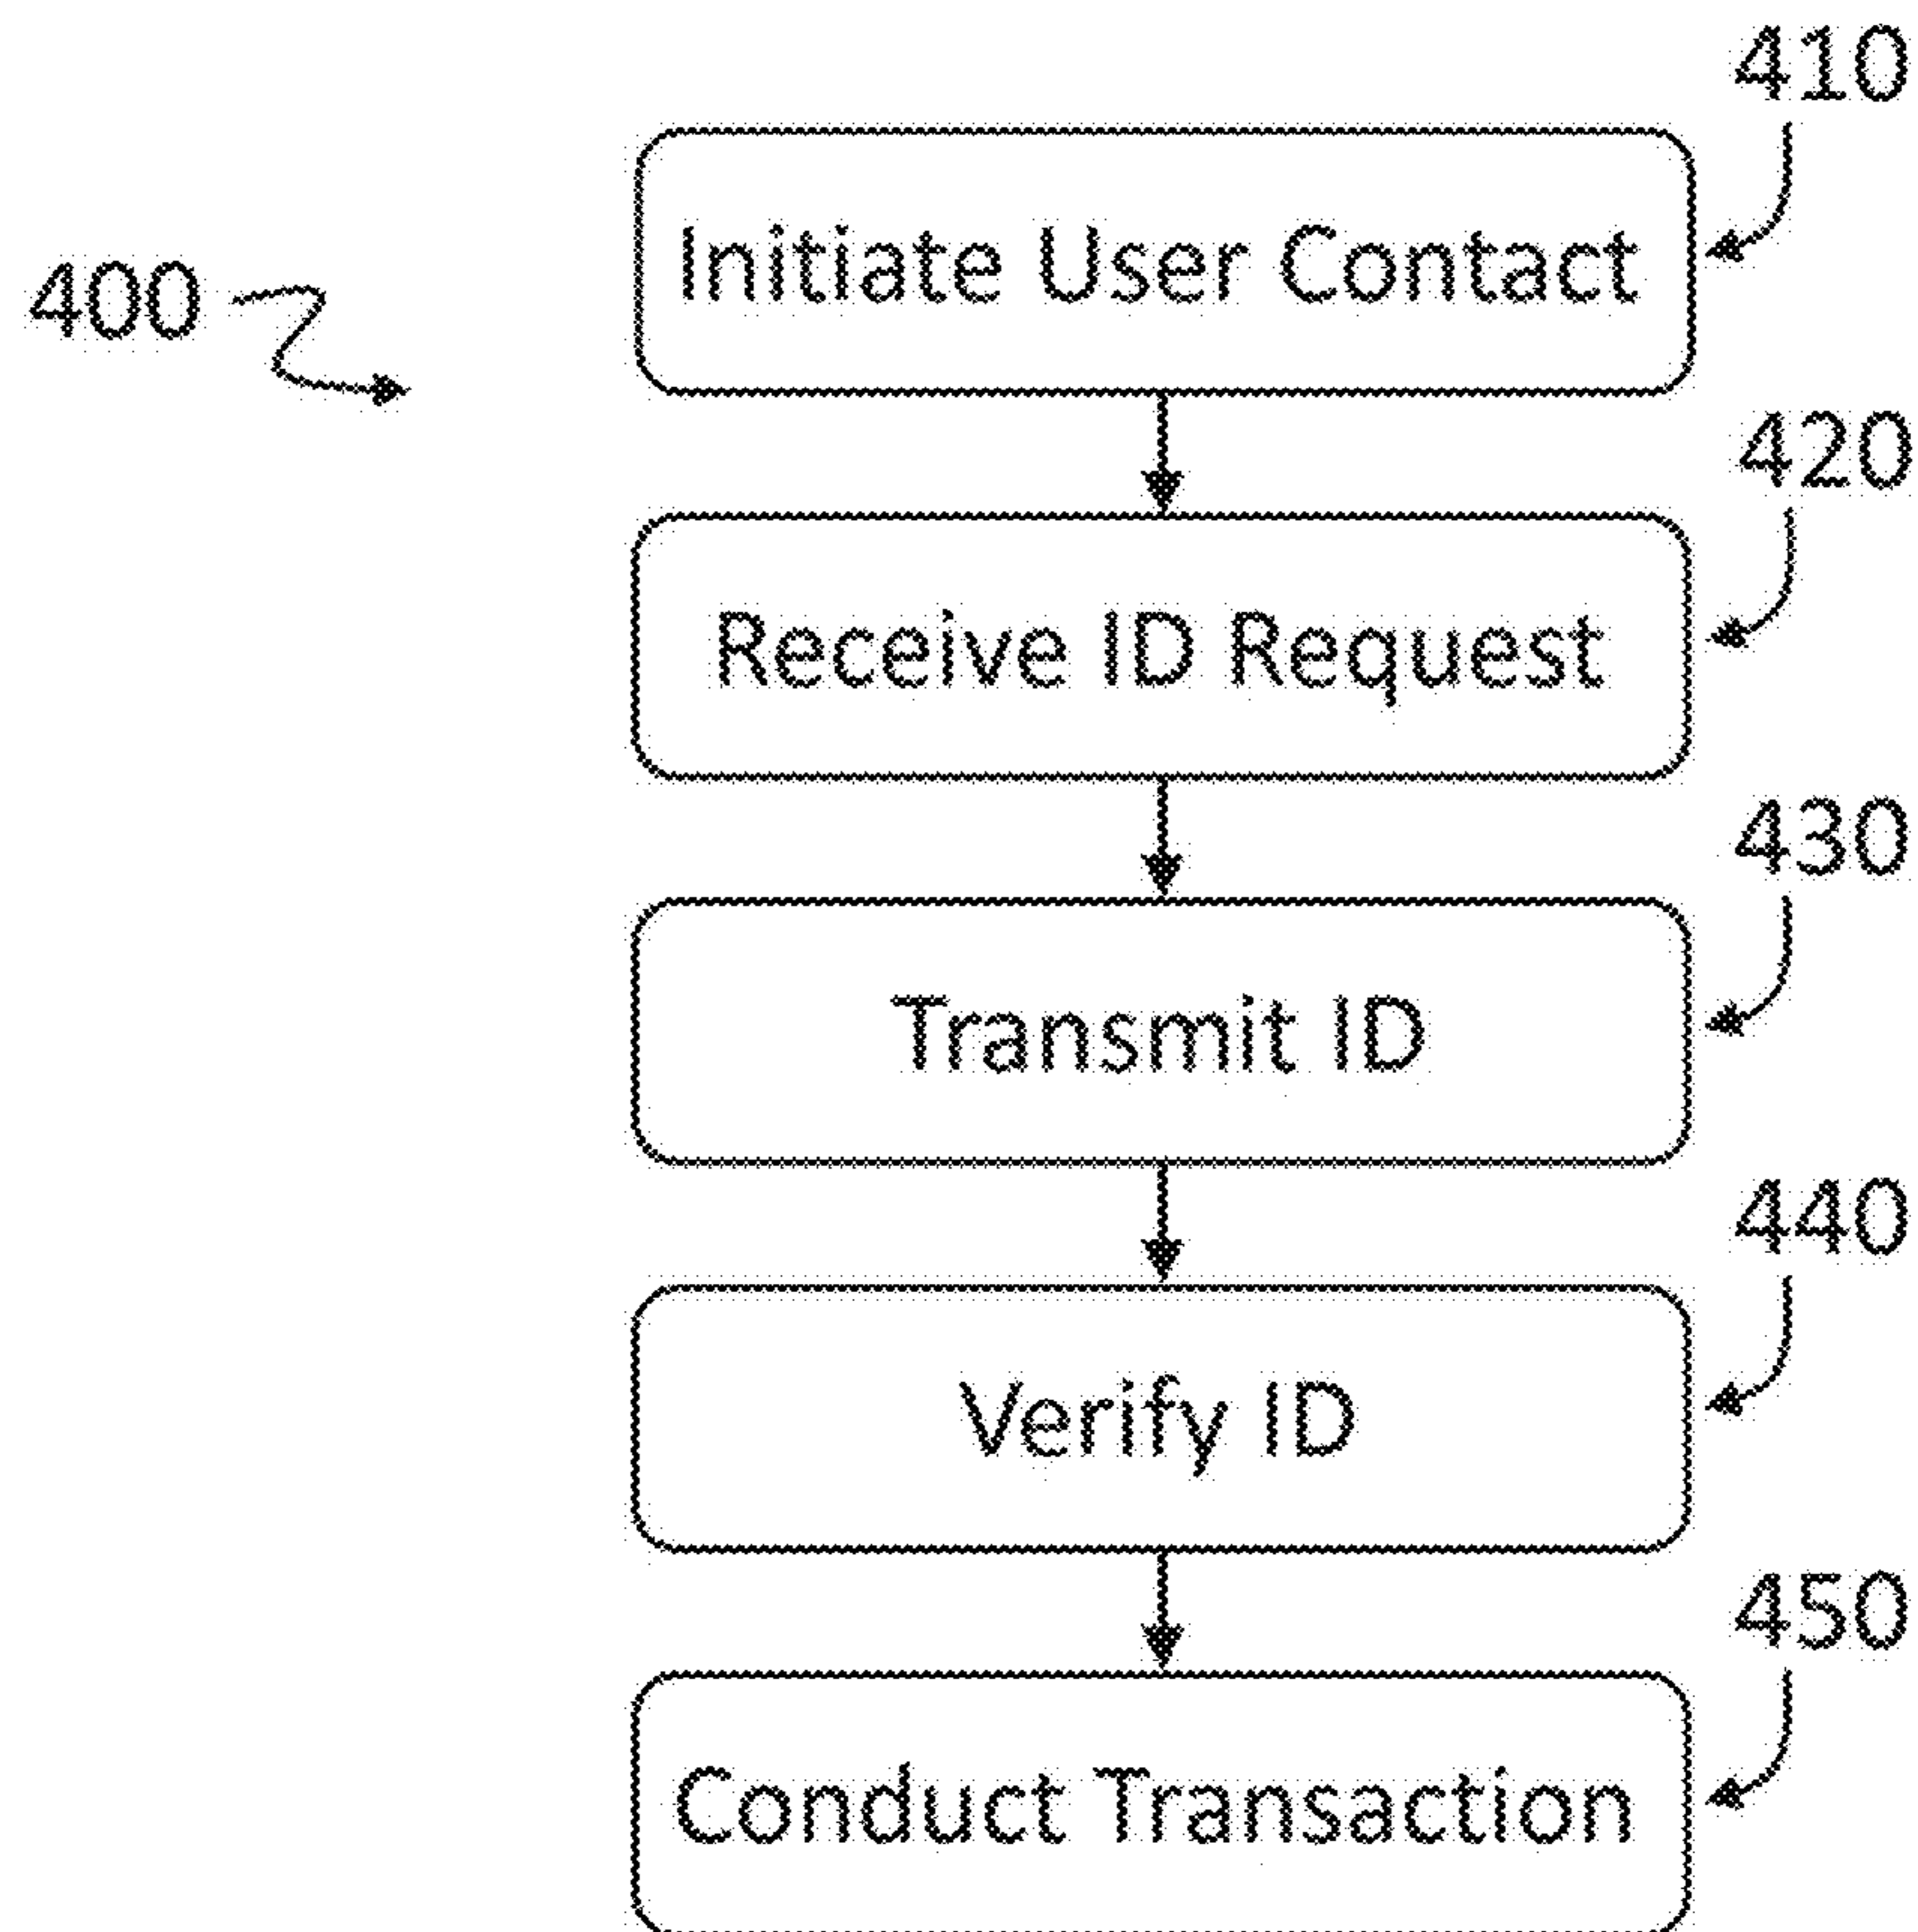 410
Initiate User Contact
400
420
Receive ID Request
430
Transmit ID
440
Verify ID
450
Conduct Transaction